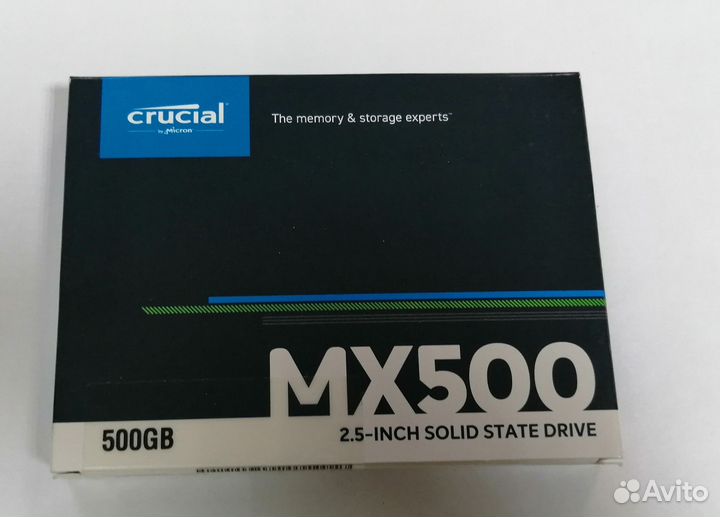 crucial
by Micron
The memory & storage experts™
MX500
500GB
2.5-INCH SOLID STATE DRIVE
Avito